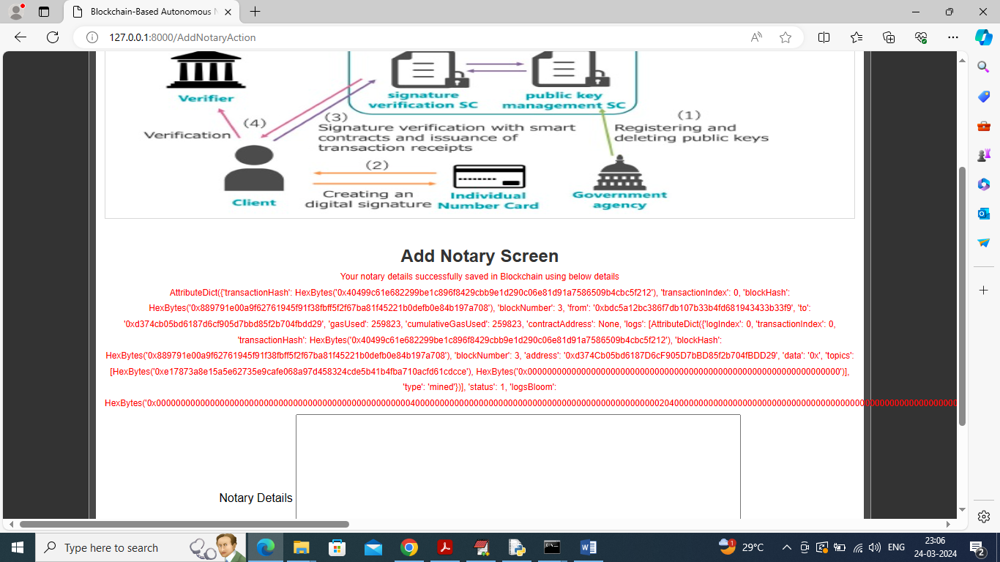 Blockchain-Based Autonomous N
127.0.0.1:8000/AddNotaryAction
Verifier
signature
verification SC
public key
management SC
(1)
(4)
(3)
Verification
Signature verification with smart
contracts and issuance of
transaction receipts
Registering and
deleting public keys
(2)
Client
Creating an
digital signature
Individual
Number Card
Government
agency
Add Notary Screen
Your notary details successfully saved in Blockchain using below details
AttributeDict({'transactionHash': HexBytes('0x40499c61e682299be1c896f8429cbb9e1d290c06e81d91a7586509b4cbc5f212'), 'transactionIndex': 0, 'blockHash':
HexBytes('0x889791e00a9f62761945f91f38fbff5f2f67ba81f45221b0defb0e84b197a708'), 'blockNumber': 3, 'from': '0xbdc5a12bc386f7db107b33b4fd681943433b33f9', 'to':
'0xd374cb05bd6187d6cf905d7bbd85f2b704fbdd29', 'gasUsed': 259823, 'cumulativeGasUsed': 259823, 'contractAddress': None, 'logs': [AttributeDict({'logIndex': 0, 'transactionIndex': 0,
'transactionHash': HexBytes('0x40499c61e682299be1c896f8429cbb9e1d290c06e81d91a7586509b4cbc5f212'), 'blockHash':
HexBytes('0x889791e00a9f62761945f91f38fbff5f2f67ba81f45221b0defb0e84b197a708'), 'blockNumber': 3, 'address': '0xd374Cb05bd6187D6cF905D7bBD85f2b704fBDD29', 'data': '0x', 'topics':
[HexBytes('0xe17873a8e15a5e62735e9cafe068a97d458324cde5b41b4fba710acfd61cdcce'), HexBytes('0x0000000000000000000000000000000000000000000000000000000000000000')],
'type': 'mined'})], 'status': 1, 'logsBloom':
Notary Details
Type here to search
29°C
ENG
23:06
24-03-2024
2